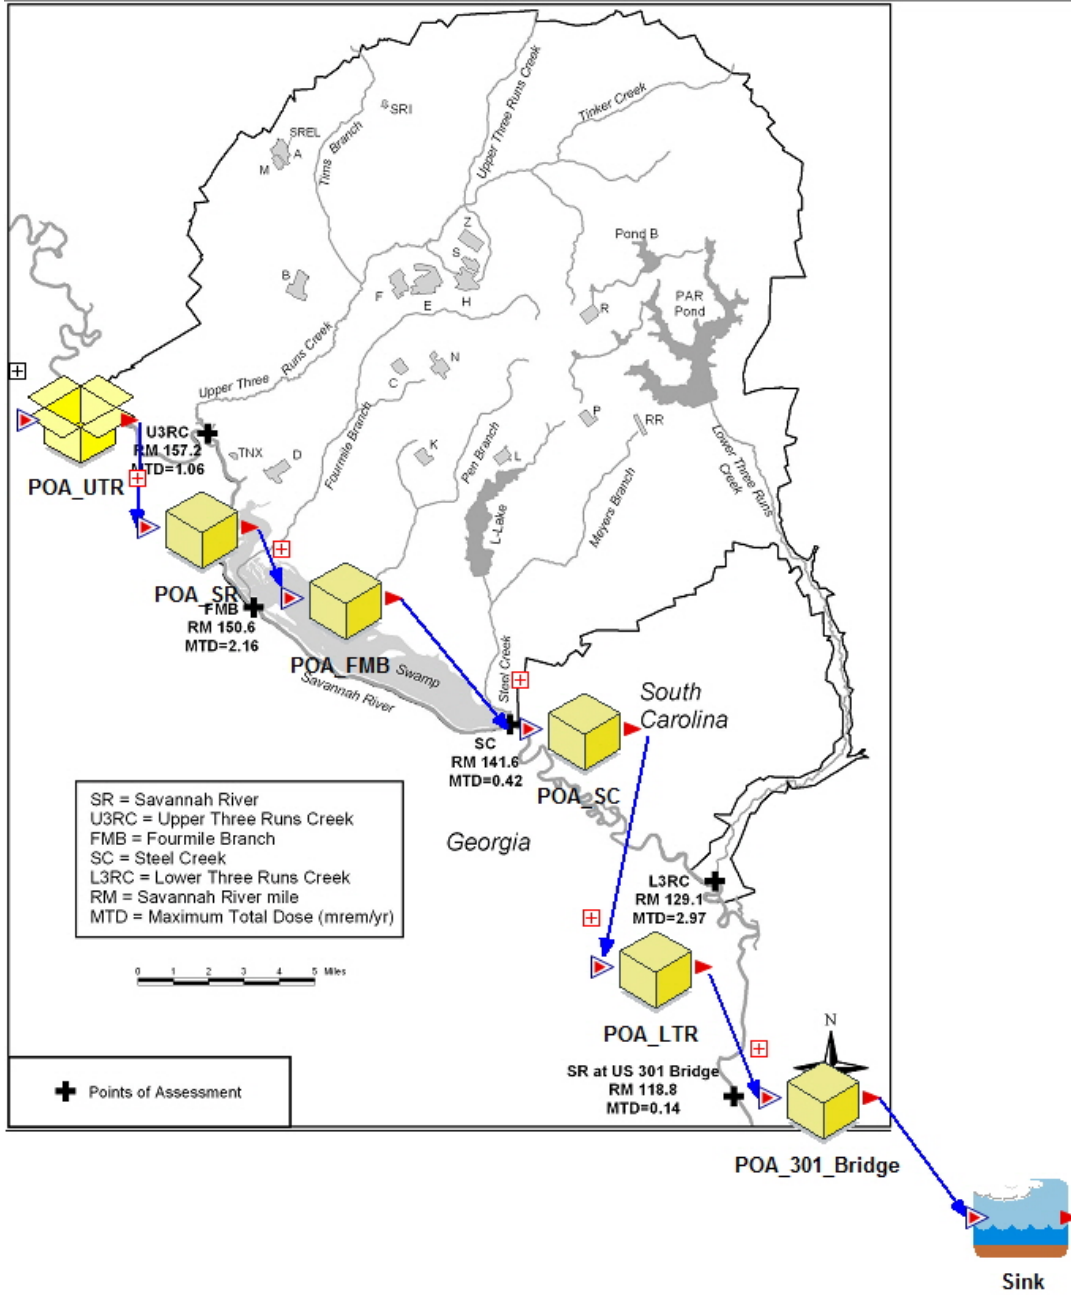 Upper Three Runs Creek
Tinker Creek
SRI
SREL
A
M
Tims Branch
Z
S
Pond B
B
F
E
H
PAR
Pond
R
Upper Three Runs Creek
N
C
P
RR
U3RC
RM 157.2
MTD=1.06
POA_UTR
TNX
D
Fourmile Branch
K
Pen Branch
L
L-Lake
Meyers Branch
Lower Three Runs
Creek
POA_SR
FMB
RM 150.6
MTD=2.16
POA_FMB
Swamp
Savannah River
Steel Creek
South
Carolina
SC
RM 141.6
MTD=0.42
POA_SC
Georgia
SR = Savannah River
U3RC = Upper Three Runs Creek
FMB = Fourmile Branch
SC = Steel Creek
L3RC = Lower Three Runs Creek
RM = Savannah River mile
MTD = Maximum Total Dose (mrem/yr)
L3RC
RM 129.1
MTD=2.97
0 1 2 3 4 5 Miles
POA_LTR
N
SR at US 301 Bridge
RM 118.8
MTD=0.14
Points of Assessment
POA_301_Bridge
Sink